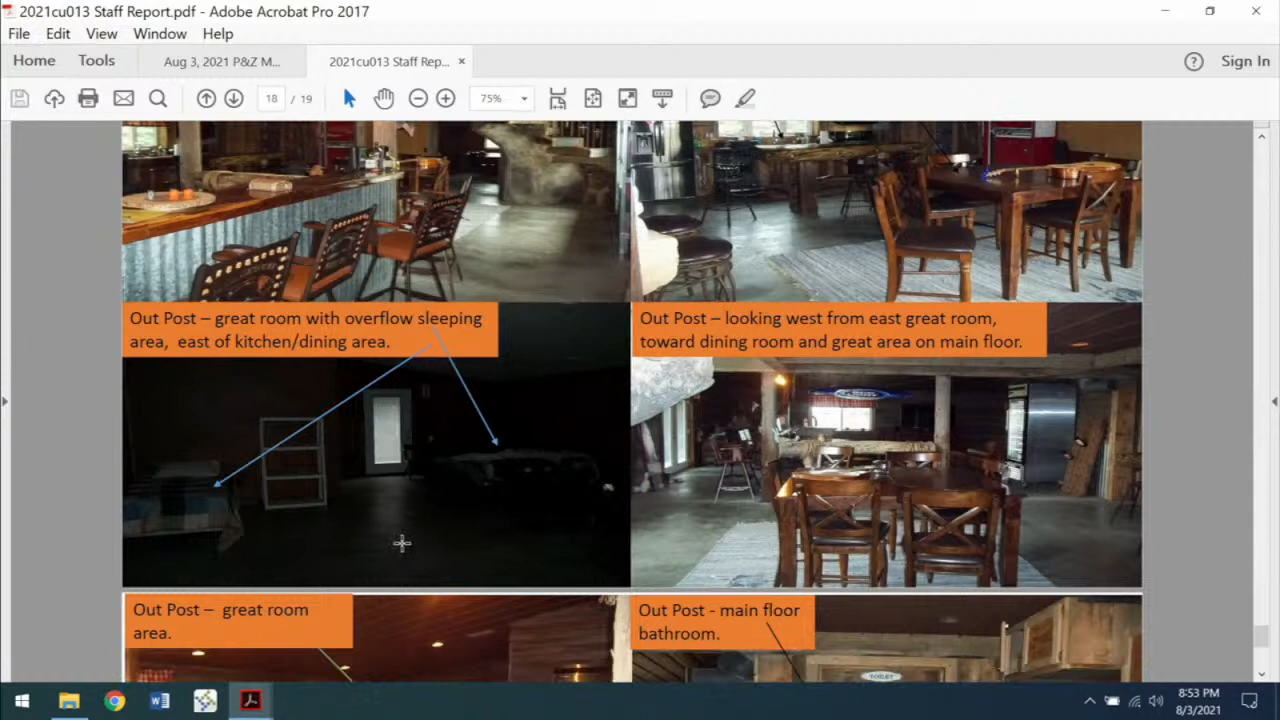 2021cu013 Staff Report.pdf - Adobe Acrobat Pro 2017
File Edit View Window Help
Home Tools Aug 3, 2021 P&Z M... 2021cu013 Staff Rep... ×
Sign In
18 / 19 75%
Out Post – great room with overflow sleeping
area, east of kitchen/dining area.
Out Post – looking west from east great room,
toward dining room and great area on main floor.
Out Post – great room
area.
Out Post - main floor
bathroom.
TOILET
8:53 PM
8/3/2021